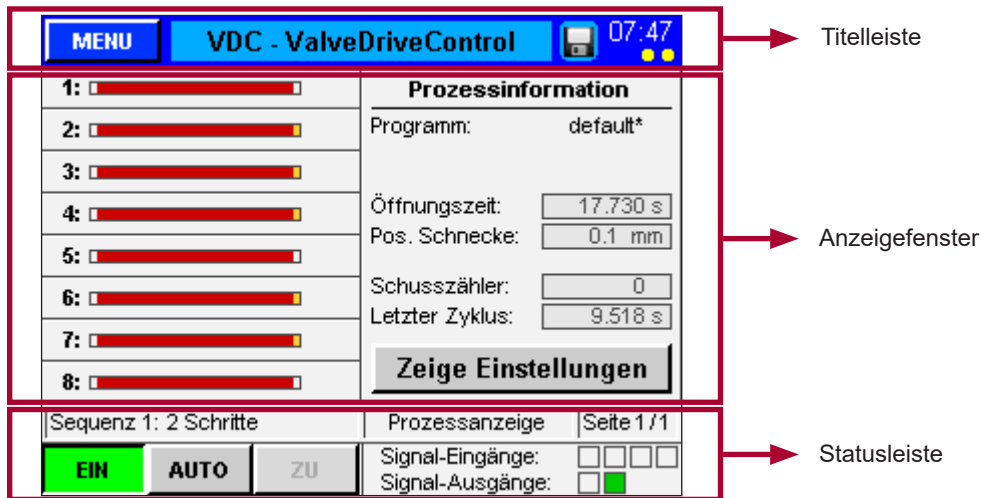 MENU VDC - ValveDriveControl 07:47
Titelleiste
1:
2:
3:
4:
5:
6:
7:
8:
Prozessinformation
Programm: default*
Öffnungszeit: 17.730 s
Pos. Schnecke: 0.1 mm
Schusszähler: 0
Letzter Zyklus: 9.518 s
Zeige Einstellungen
Anzeigefenster
Sequenz 1: 2 Schritte Prozessanzeige Seite 1/1
EIN AUTO ZU
Signal-Eingänge:
Signal-Ausgänge:
Statusleiste